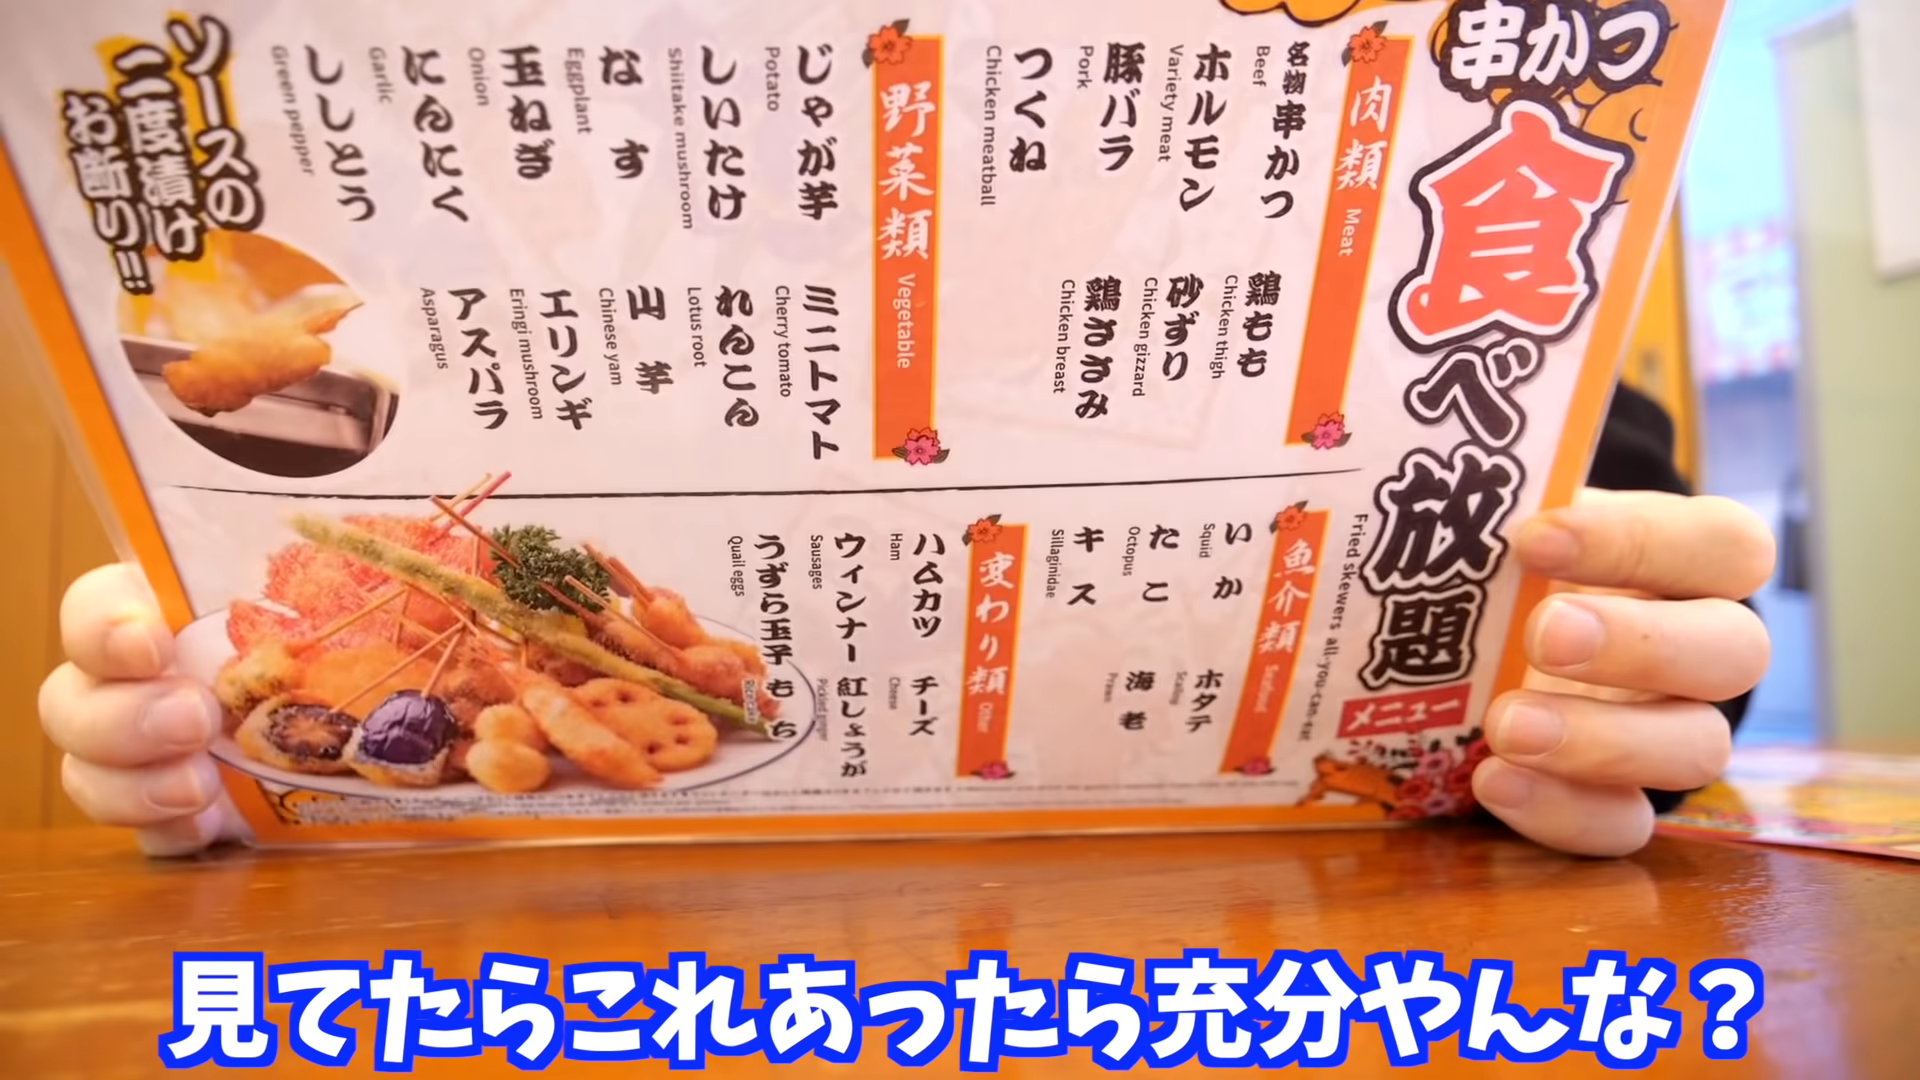 串かつ
食べ放題
メニュー
Fried skewers all-you-can-eat
肉類 Meat
名物串かつ
Beef
ホルモン
Variety meat
豚バラ
Pork
つくね
Chicken meatball
鶏もも
Chicken thigh
砂ずり
Chicken gizzard
鶏ささみ
Chicken breast
野菜類 Vegetable
じゃが芋
Potato
しいたけ
Shiitake mushroom
なす
Eggplant
玉ねぎ
Onion
にんにく
Garlic
ししとう
Green pepper
ミニトマト
Cherry tomato
れんこん
Lotus root
山芋
Chinese yam
エリンギ
Eringi mushroom
アスパラ
Asparagus
ソースの
二度漬け
お断り!!
魚介類 Seafood
いか
Squid
たこ
Octopus
キス
Sillaginidae
ホタテ
Scallop
海老
Prawn
変わり類 Other
ハムカツ
Ham
ウィンナー
Sausages
うずら玉子
Quail eggs
チーズ
Cheese
紅しょうが
Pickled ginger
もち
Rice cake
見てたらこれあったら充分やんな？